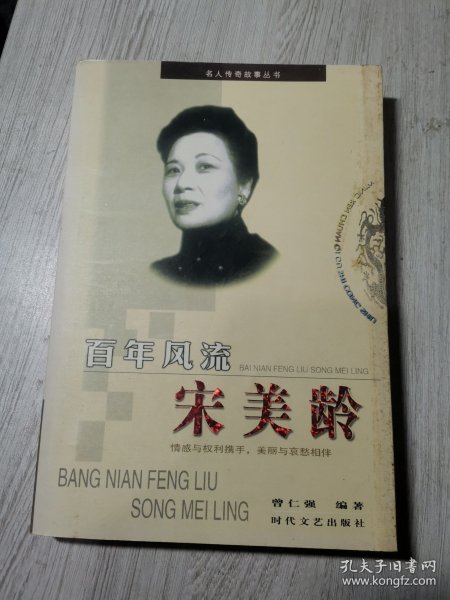 名人传奇故事丛书
百年风流
BAI NIAN FENG LIU SONG MEI LING
宋美龄
情感与权利携手，美丽与哀愁相伴
BANG NIAN FENG LIU
SONG MEI LING
曾仁强 编著
时代文艺出版社
孔夫子旧书网
www.kongfz.com